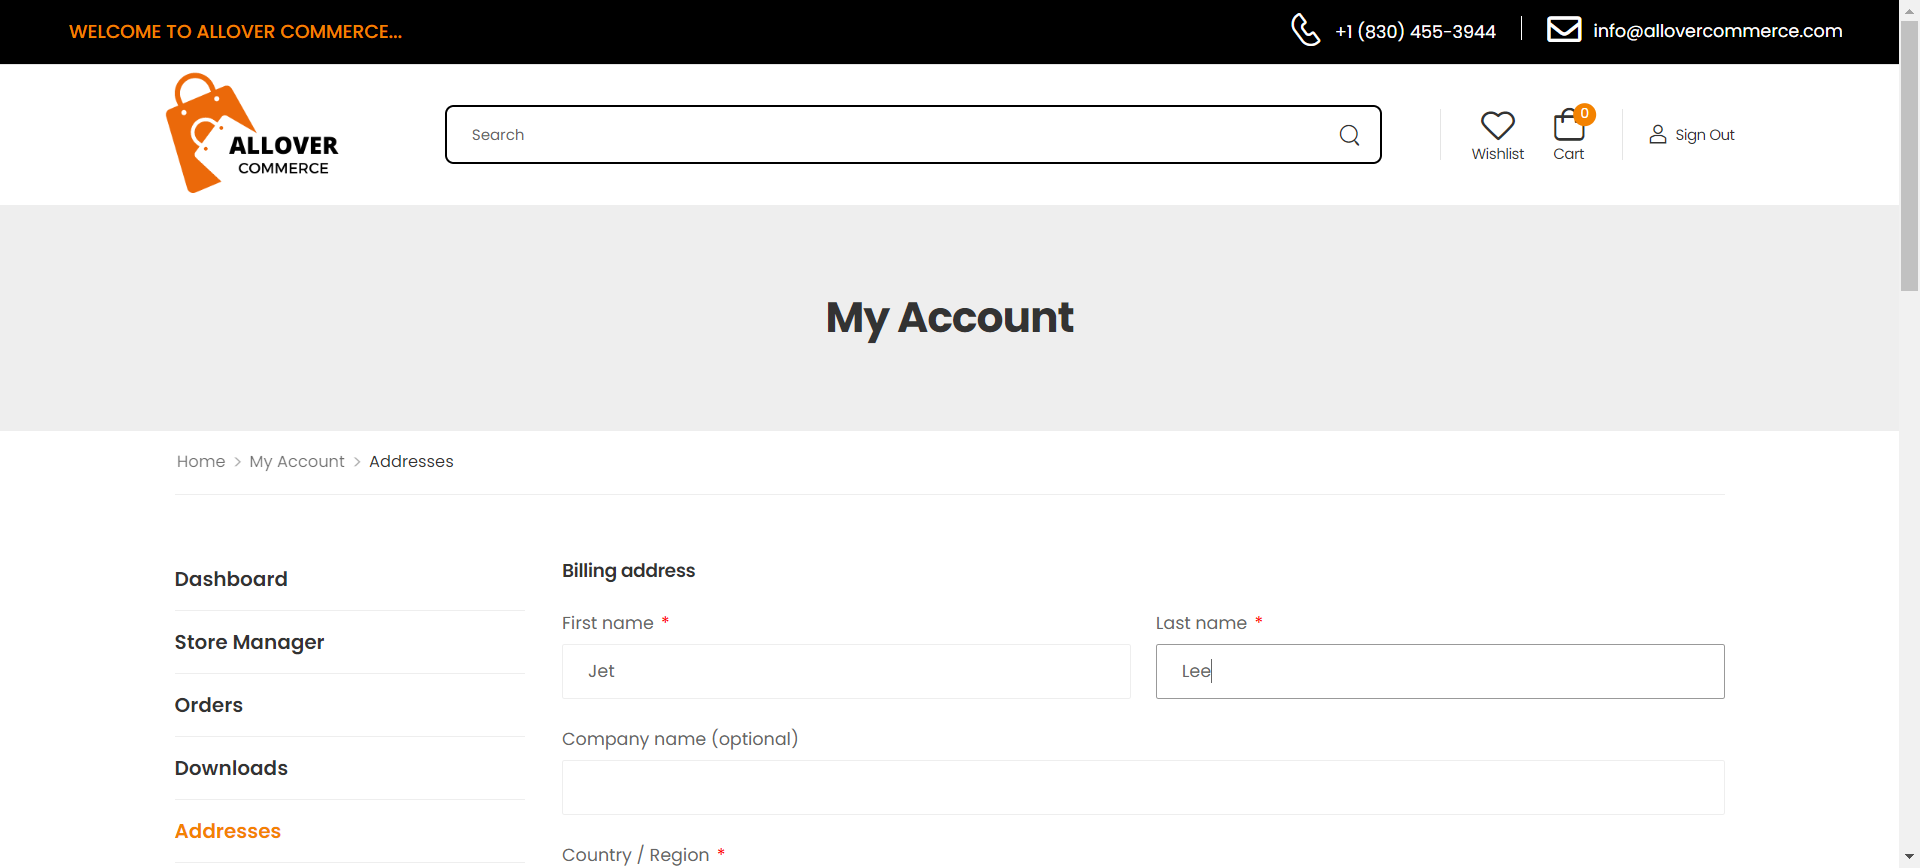 WELCOME TO ALLOVER COMMERCE...
+1 (830) 455-3944
info@allovercommerce.com
ALLOVER
COMMERCE
Search
Wishlist
0
Cart
Sign Out
My Account
Home > My Account > Addresses
Dashboard
Store Manager
Orders
Downloads
Addresses
Billing address
First name *
Last name *
Jet
Lee
Company name (optional)
Country / Region *